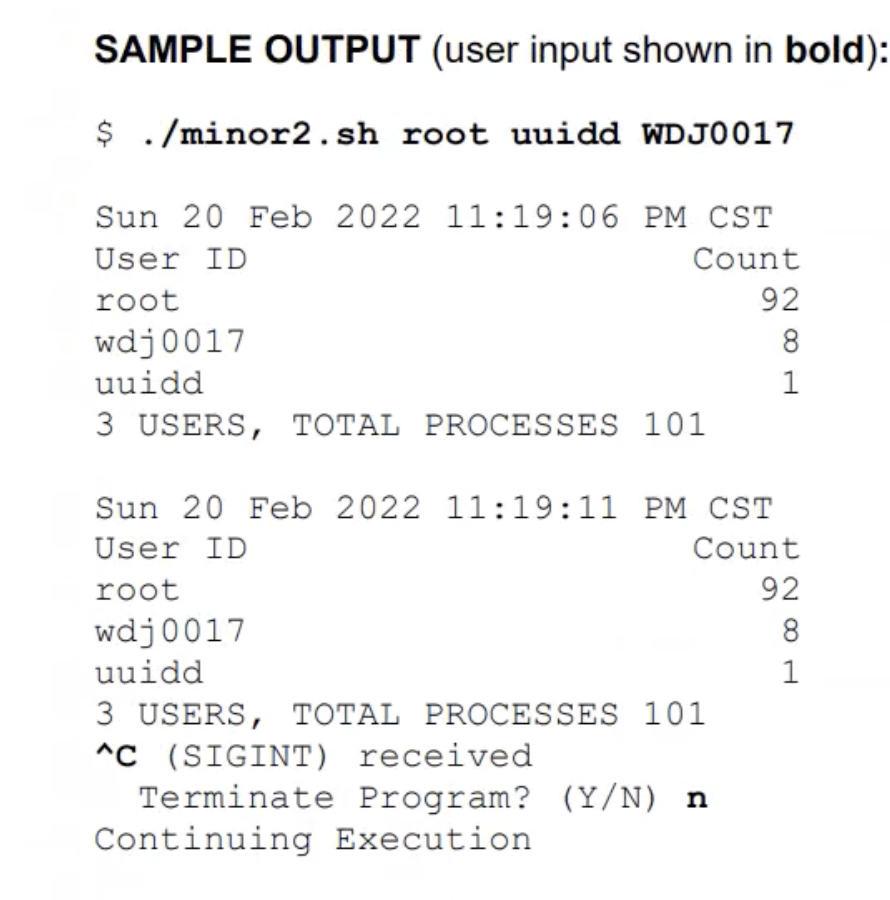 SAMPLE OUTPUT (user input shown in bold):
$ ./minor2.sh root uuidd WDJ0017
Sun 20 Feb 2022 11:19:06 PM CST
User ID Count
root 92
wdj0017 8
uuidd 1
3 USERS, TOTAL PROCESSES 101
Sun 20 Feb 2022 11:19:11 PM CST
User ID Count
root 92
wdj0017 8
uuidd 1
3 USERS, TOTAL PROCESSES 101
^C (SIGINT) received
Terminate Program? (Y/N) n
Continuing Execution